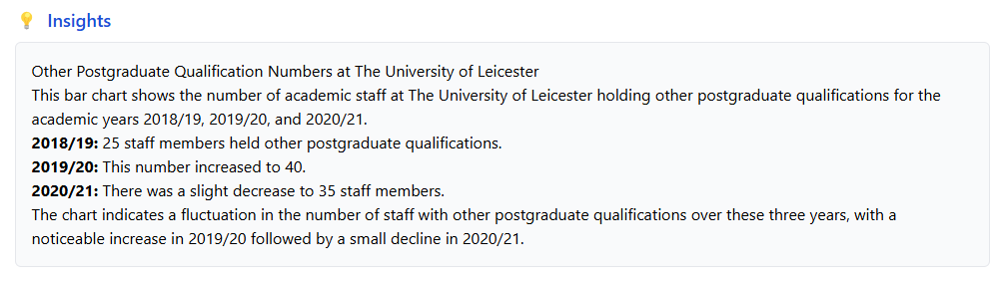 Insights
Other Postgraduate Qualification Numbers at The University of Leicester
This bar chart shows the number of academic staff at The University of Leicester holding other postgraduate qualifications for the
academic years 2018/19, 2019/20, and 2020/21.
2018/19: 25 staff members held other postgraduate qualifications.
2019/20: This number increased to 40.
2020/21: There was a slight decrease to 35 staff members.
The chart indicates a fluctuation in the number of staff with other postgraduate qualifications over these three years, with a
noticeable increase in 2019/20 followed by a small decline in 2020/21.